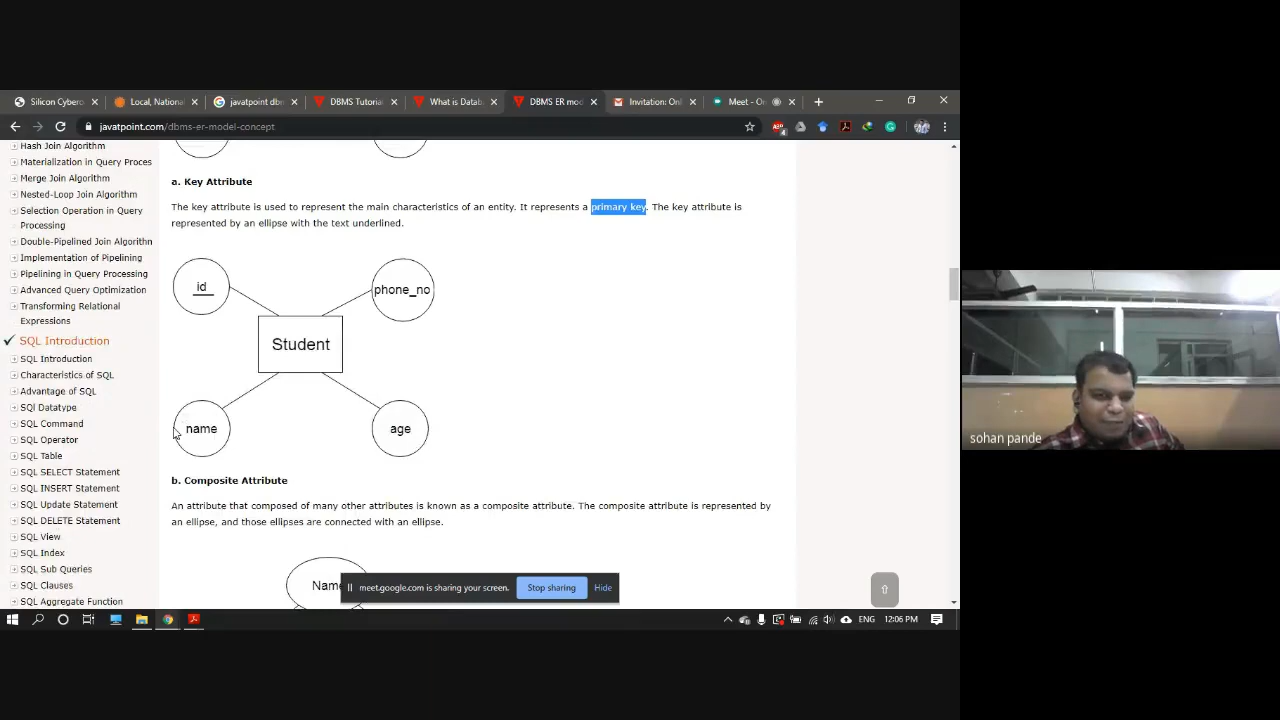 Silicon Cybero
Local, National
javatpoint dbm
DBMS Tutorial
What is Datab
DBMS ER mod
Invitation: Onl
Meet - On
javatpoint.com/dbms-er-model-concept
Hash Join Algorithm
Materialization in Query Proces
Merge Join Algorithm
Nested-Loop Join Algorithm
Selection Operation in Query
Processing
Double-Pipelined Join Algorithn
Implementation of Pipelining
Pipelining in Query Processing
Advanced Query Optimization
Transforming Relational
Expressions
SQL Introduction
SQL Introduction
Characteristics of SQL
Advantage of SQL
SQl Datatype
SQL Command
SQL Operator
SQL Table
SQL SELECT Statement
SQL INSERT Statement
SQL Update Statement
SQL DELETE Statement
SQL View
SQL Index
SQL Sub Queries
SQL Clauses
SQL Aggregate Function
a. Key Attribute
The key attribute is used to represent the main characteristics of an entity. It represents a primary key. The key attribute is
represented by an ellipse with the text underlined.
id
phone_no
Student
name
age
b. Composite Attribute
An attribute that composed of many other attributes is known as a composite attribute. The composite attribute is represented by
an ellipse, and those ellipses are connected with an ellipse.
Name
meet.google.com is sharing your screen.
Stop sharing
Hide
ENG
12:06 PM
sohan pande